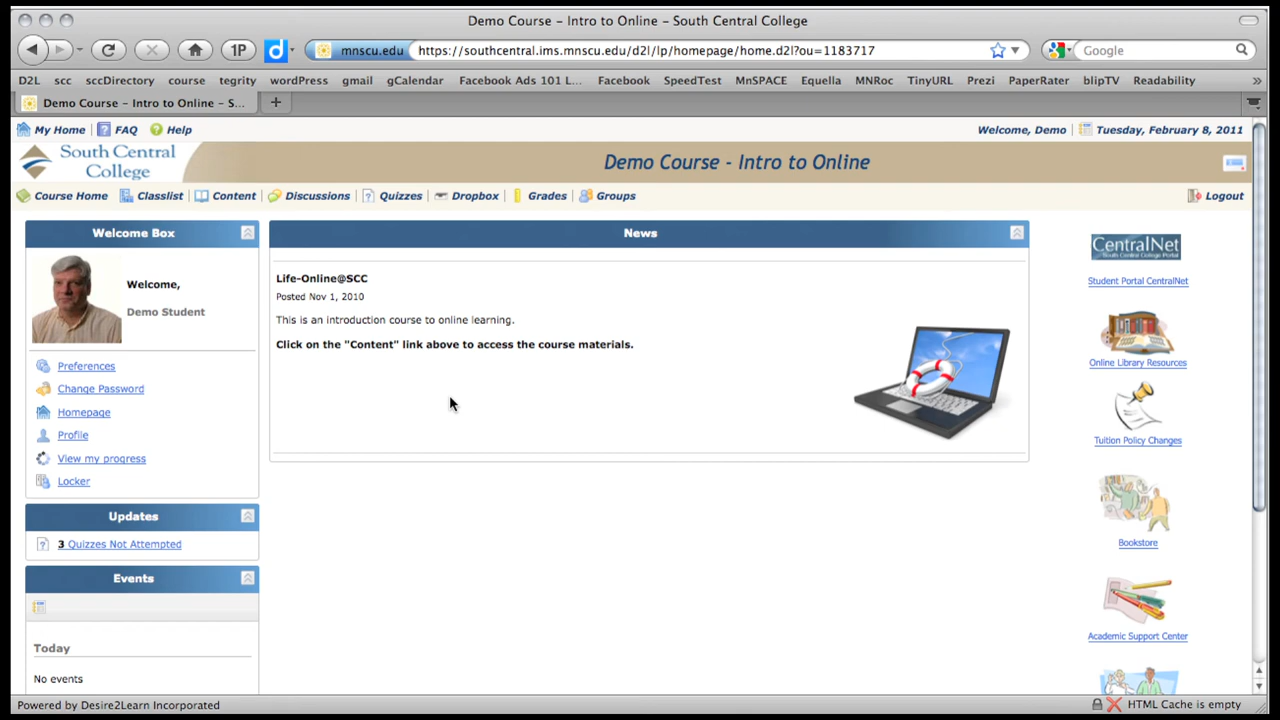 Demo Course – Intro to Online – South Central College
1P
d
mnscu.edu
https://southcentral.ims.mnscu.edu/d2l/lp/homepage/home.d2l?ou=1183717
Google
D2L scc sccDirectory course tegrity wordPress gmail gCalendar Facebook Ads 101 L... Facebook SpeedTest MnSPACE Equella MNRoc TinyURL Prezi PaperRater blipTV Readability »
Demo Course – Intro to Online – S...
My Home FAQ Help
Welcome, Demo Tuesday, February 8, 2011
South Central
College
Demo Course - Intro to Online
Course Home Classlist Content Discussions Quizzes Dropbox Grades Groups Logout
Welcome Box
Welcome,
Demo Student
Preferences
Change Password
Homepage
Profile
View my progress
Locker
Updates
3 Quizzes Not Attempted
Events
Today
No events
News
Life-Online@SCC
Posted Nov 1, 2010
This is an introduction course to online learning.
Click on the "Content" link above to access the course materials.
CentralNet
South Central College Portal
Student Portal CentralNet
Online Library Resources
Tuition Policy Changes
Bookstore
Academic Support Center
Powered by Desire2Learn Incorporated
HTML Cache is empty